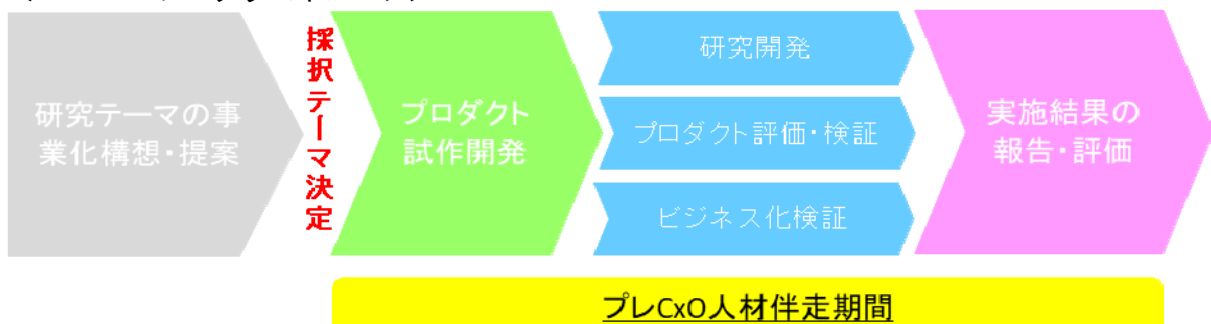 研究テーマの事
業化構想・提案
採択テーマ決定
プロダクト
試作開発
研究開発
プロダクト評価・検証
ビジネス化検証
実施結果の
報告・評価
プレCxO人材伴走期間